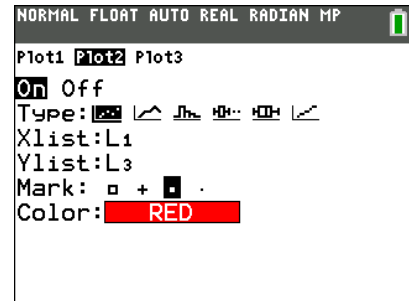 NORMAL FLOAT AUTO REAL RADIAN MP
Plot1 Plot2 Plot3
On Off
Type:
Xlist:L₁
Ylist:L₃
Mark: ▫ + ▪ ·
Color: RED